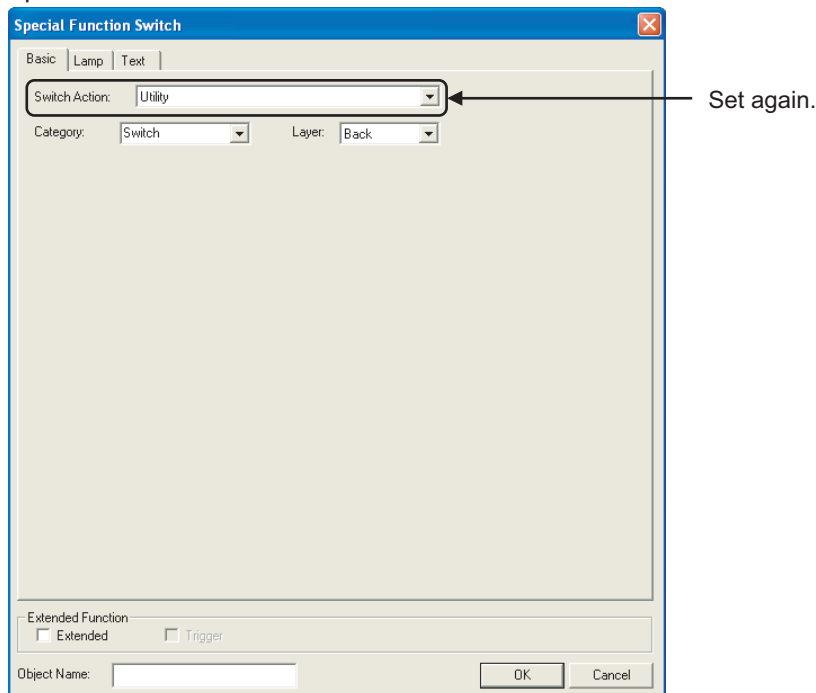 Special Function Switch
Basic Lamp Text
Switch Action: Utility
Set again.
Category: Switch Layer: Back
Extended Function
Extended Trigger
Object Name: OK Cancel